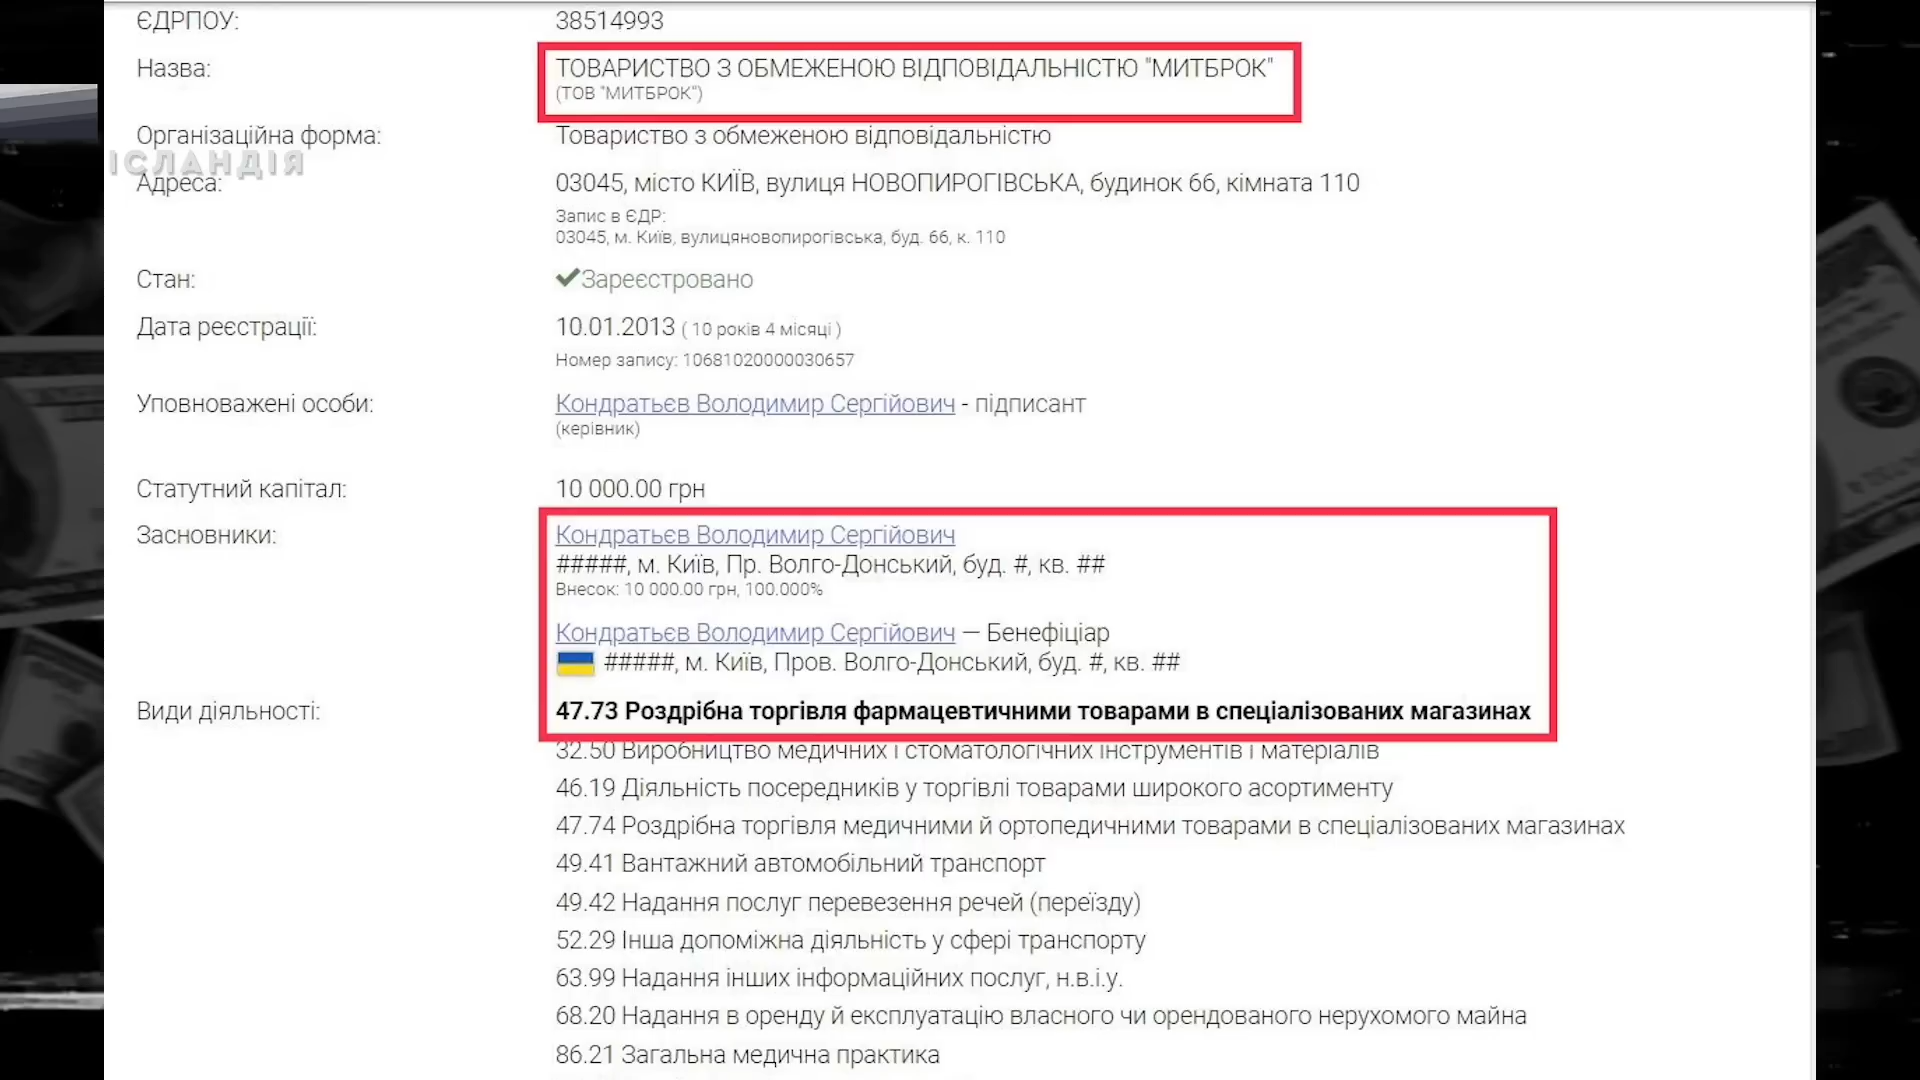 ЄДРПОУ: 38514993
Назва: ТОВАРИСТВО З ОБМЕЖЕНОЮ ВІДПОВІДАЛЬНІСТЮ "МИТБРОК"
(ТОВ "МИТБРОК")
Організаційна форма: Товариство з обмеженою відповідальністю
ІСЛАНДІЯ
Адреса: 03045, місто КИЇВ, вулиця НОВОПИРОГІВСЬКА, будинок 66, кімната 110
Запис в ЄДР:
03045, м. Київ, вулицяновопирогівська, буд. 66, к. 110
Стан: Зареєстровано
Дата реєстрації: 10.01.2013 ( 10 років 4 місяці )
Номер запису: 10681020000030657
Уповноважені особи: Кондратьєв Володимир Сергійович - підписант
(керівник)
Статутний капітал: 10 000.00 грн
Засновники: Кондратьєв Володимир Сергійович
#####, м. Київ, Пр. Волго-Донський, буд. #, кв. ##
Внесок: 10 000.00 грн, 100.000%
Кондратьєв Володимир Сергійович — Бенефіціар
#####, м. Київ, Пров. Волго-Донський, буд. #, кв. ##
Види діяльності: 47.73 Роздрібна торгівля фармацевтичними товарами в спеціалізованих магазинах
32.50 Виробництво медичних і стоматологічних інструментів і матеріалів
46.19 Діяльність посередників у торгівлі товарами широкого асортименту
47.74 Роздрібна торгівля медичними й ортопедичними товарами в спеціалізованих магазинах
49.41 Вантажний автомобільний транспорт
49.42 Надання послуг перевезення речей (переїзду)
52.29 Інша допоміжна діяльність у сфері транспорту
63.99 Надання інших інформаційних послуг, н.в.і.у.
68.20 Надання в оренду й експлуатацію власного чи орендованого нерухомого майна
86.21 Загальна медична практика